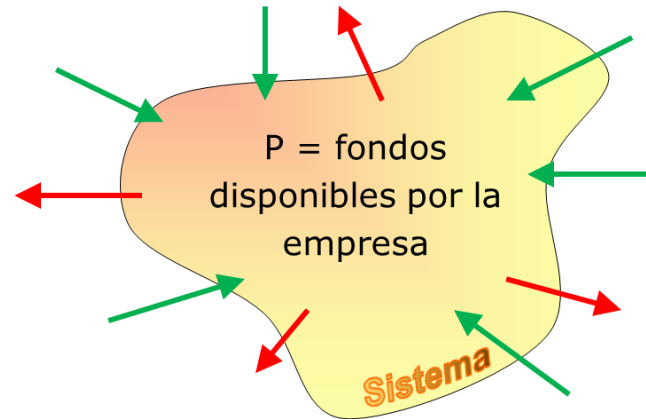 P = fondos
disponibles por la
empresa
Sistema